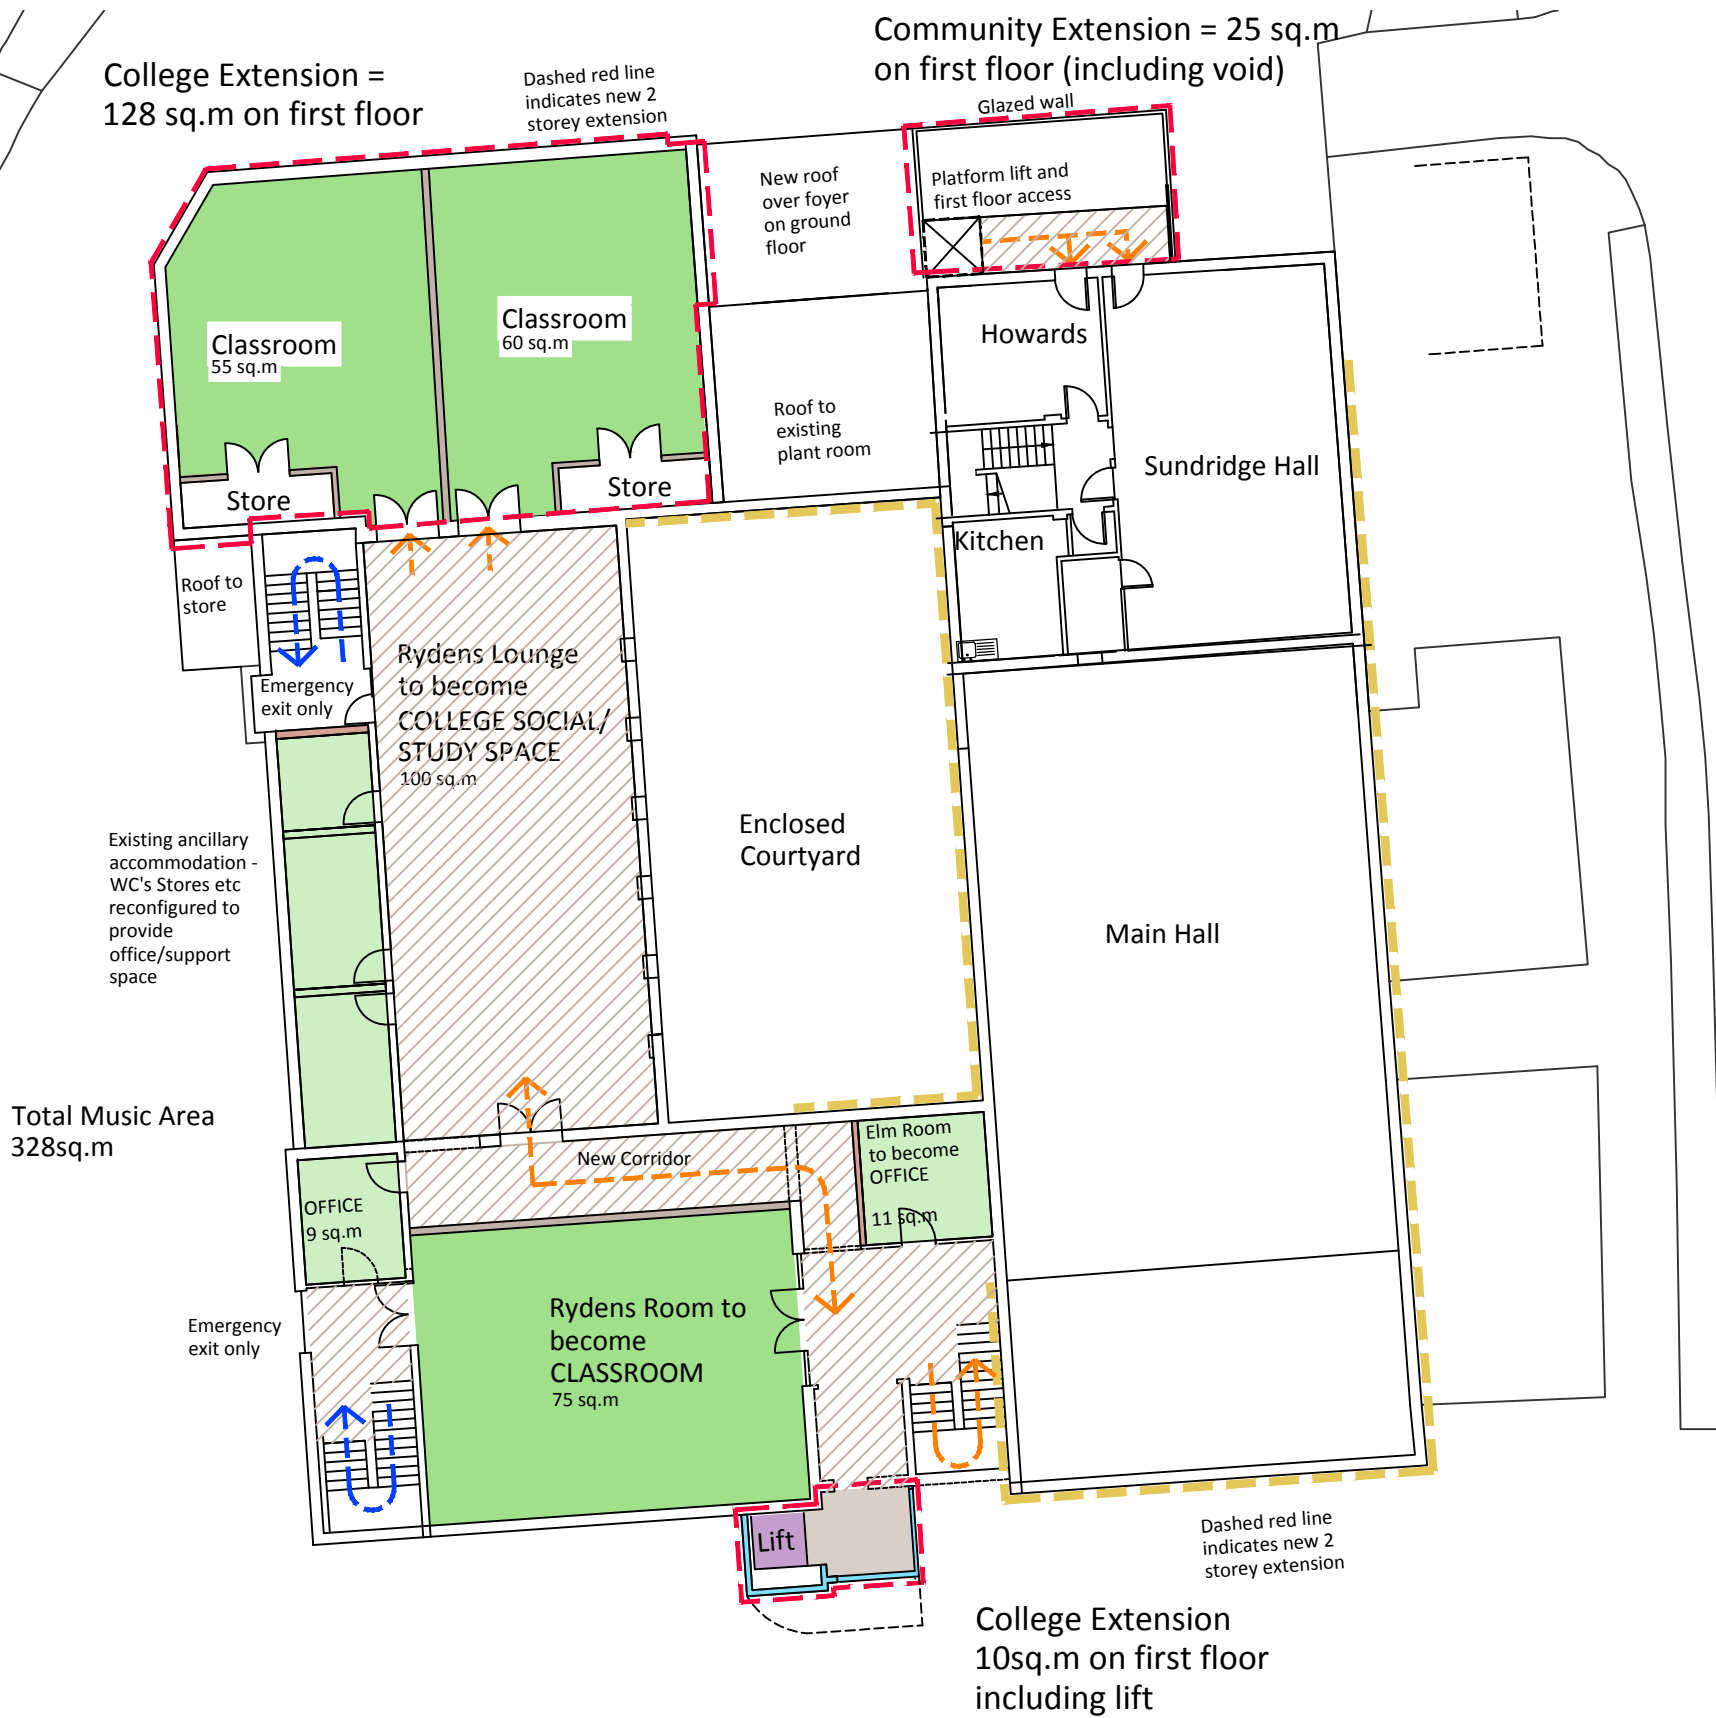 College Extension =
128 sq.m on first floor
Dashed red line
indicates new 2
storey extension
Community Extension = 25 sq.m
on first floor (including void)
Glazed wall
Platform lift and
first floor access
New roof
over foyer
on ground
floor
Classroom
55 sq.m
Classroom
60 sq.m
Howards
Roof to
existing
plant room
Sundridge Hall
Store
Store
Kitchen
Roof to
store
Emergency
exit only
Rydens Lounge
to become
COLLEGE SOCIAL/
STUDY SPACE
100 sq.m
Enclosed
Courtyard
Existing ancillary
accommodation -
WC's Stores etc
reconfigured to
provide
office/support
space
Main Hall
Total Music Area
328sq.m
New Corridor
Elm Room
to become
OFFICE
11 sq.m
OFFICE
9 sq.m
Emergency
exit only
Rydens Room to
become
CLASSROOM
75 sq.m
Lift
Dashed red line
indicates new 2
storey extension
College Extension
10sq.m on first floor
including lift